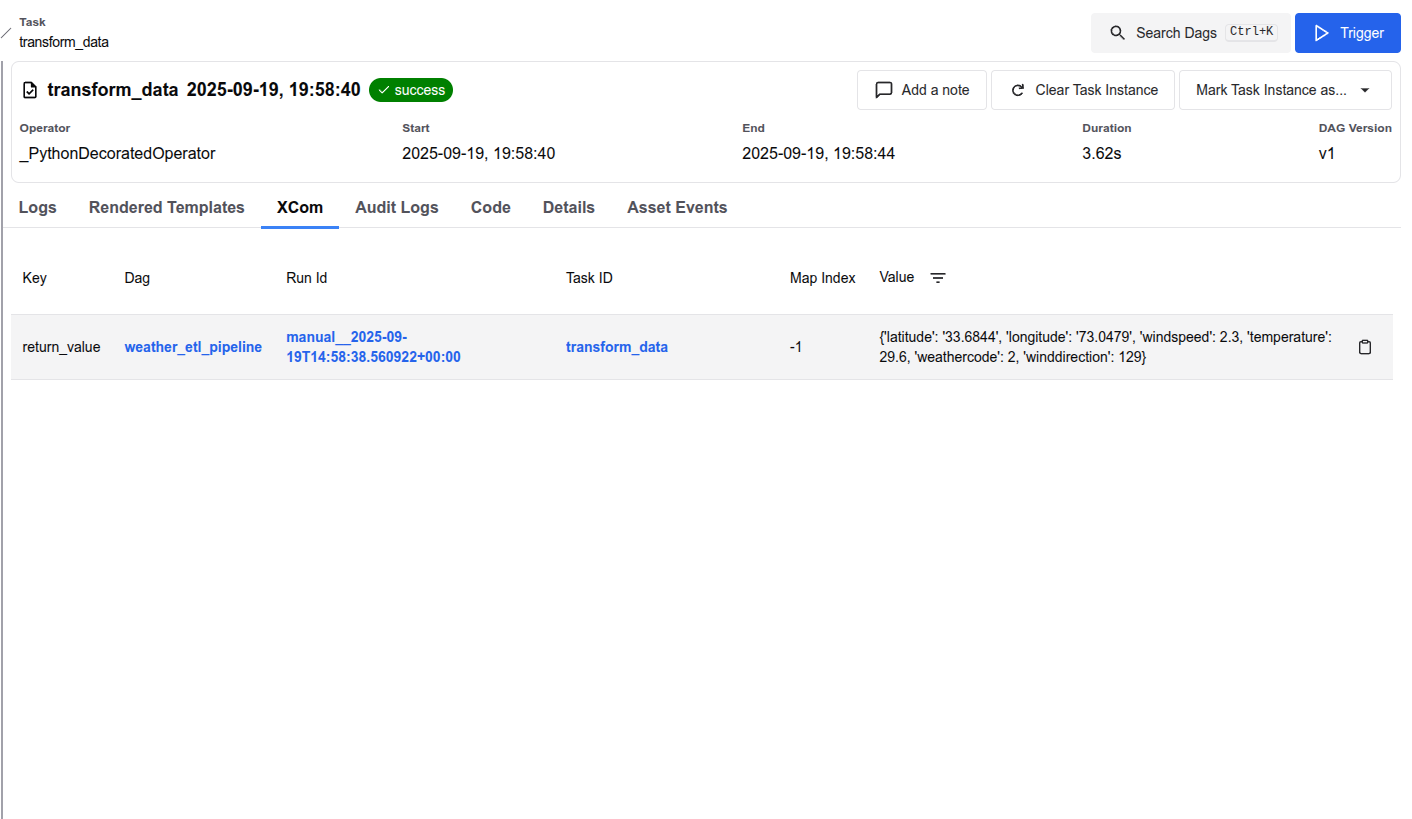 Task
transform_data
Search Dags Ctrl+K
Trigger
transform_data 2025-09-19, 19:58:40 success
Add a note
Clear Task Instance
Mark Task Instance as...
Operator Start End Duration DAG Version
_PythonDecoratedOperator 2025-09-19, 19:58:40 2025-09-19, 19:58:44 3.62s v1
Logs Rendered Templates XCom Audit Logs Code Details Asset Events
Key Dag Run Id Task ID Map Index Value
return_value weather_etl_pipeline
manual__2025-09-
19T14:58:38.560922+00:00
transform_data -1
{'latitude': '33.6844', 'longitude': '73.0479', 'windspeed': 2.3, 'temperature':
29.6, 'weathercode': 2, 'winddirection': 129}